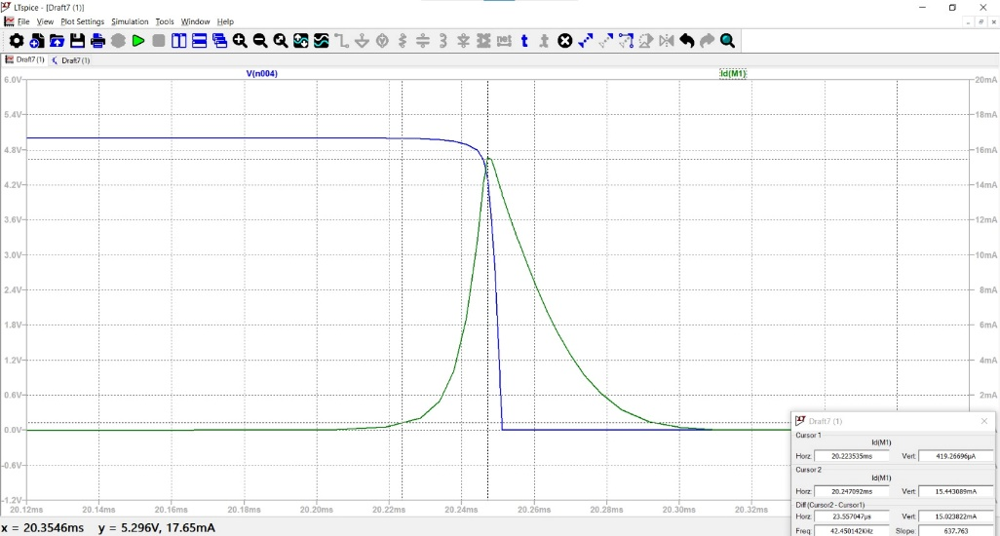 LTspice - [Draft7 (1)]
File View Plot Settings Simulation Tools Window Help
Draft7 (1) Draft7 (1)
V(n004) Id(M1)
6.0V 20mA
5.4V 18mA
4.8V 16mA
4.2V 14mA
3.6V 12mA
3.0V 10mA
2.4V 8mA
1.8V 6mA
1.2V 4mA
0.6V 2mA
0.0V
-0.6V
-1.2V
20.12ms 20.14ms 20.16ms 20.18ms 20.20ms 20.22ms 20.24ms 20.26ms 20.28ms 20.30ms 20.32ms
Draft7 (1)
Cursor 1
Id(M1)
Horz: 20.223535ms Vert: 419.26696µA
Cursor 2
Id(M1)
Horz: 20.247092ms Vert: 15.443089mA
Diff (Cursor2 - Cursor1)
Horz: 23.557047µs Vert: 15.023822mA
Freq: 42.450142KHz Slope: 637.763
x = 20.3546ms y = 5.296V, 17.65mA